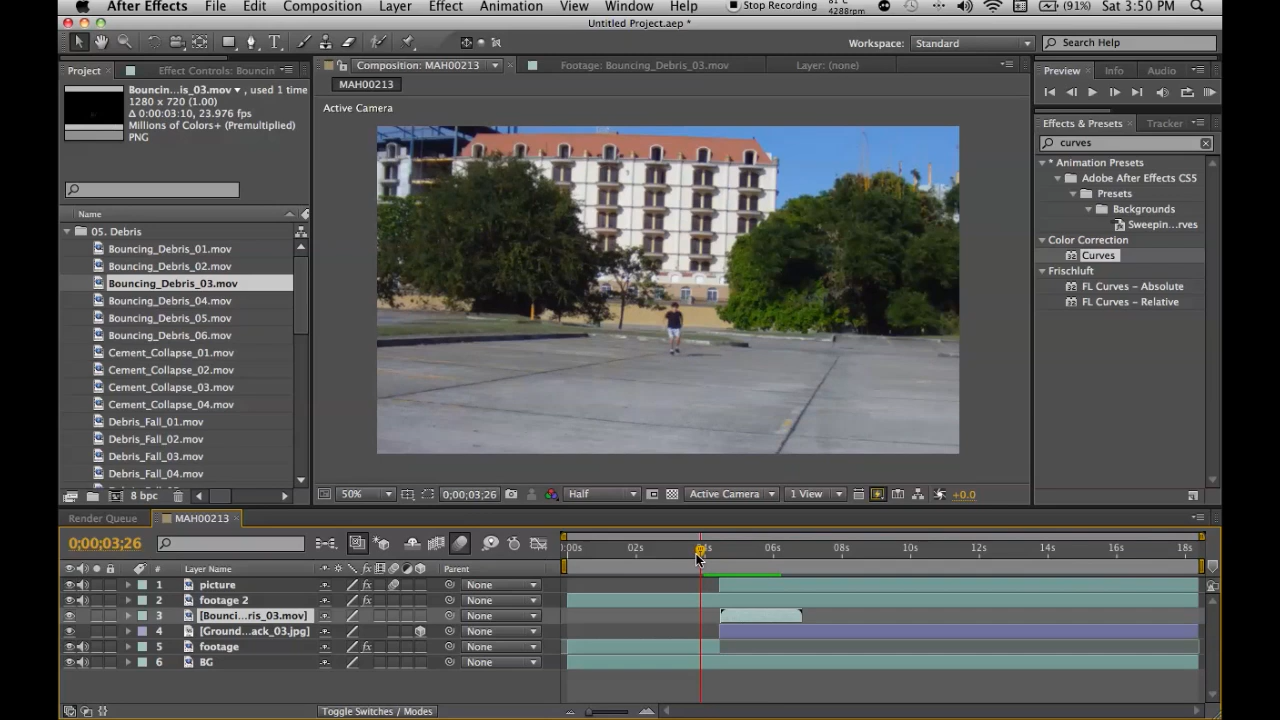 After Effects File Edit Composition Layer Effect Animation View Window Help Stop Recording 4288rpm (91%) Sat 3:50 PM
Untitled Project.aep *
Workspace: Standard Search Help
Project Effect Controls: Bouncin Composition: MAH00213 Footage: Bouncing_Debris_03.mov Layer: (none) Preview Info Audio
MAH00213
Bouncin...is_03.mov , used 1 time
1280 x 720 (1.00)
Δ 0:00:03:10, 23.976 fps
Millions of Colors+ (Premultiplied)
PNG
Active Camera
Effects & Presets Tracker
curves
* Animation Presets
Adobe After Effects CS5
Presets
Backgrounds
Sweepin...rves
Color Correction
Curves
Frischluft
FL Curves - Absolute
FL Curves - Relative
Name
05. Debris
Bouncing_Debris_01.mov
Bouncing_Debris_02.mov
Bouncing_Debris_03.mov
Bouncing_Debris_04.mov
Bouncing_Debris_05.mov
Bouncing_Debris_06.mov
Cement_Collapse_01.mov
Cement_Collapse_02.mov
Cement_Collapse_03.mov
Cement_Collapse_04.mov
Debris_Fall_01.mov
Debris_Fall_02.mov
Debris_Fall_03.mov
Debris_Fall_04.mov
8 bpc
50% 0;00;03;26 Half Active Camera 1 View +0.0
Render Queue MAH00213
0;00;03;26
:00s 02s 04s 06s 08s 10s 12s 14s 16s 18s
# Layer Name Parent
1 picture None
2 footage 2 None
3 [Bounci...ris_03.mov] None
4 [Ground...ack_03.jpg] None
5 footage None
6 BG None
Toggle Switches / Modes